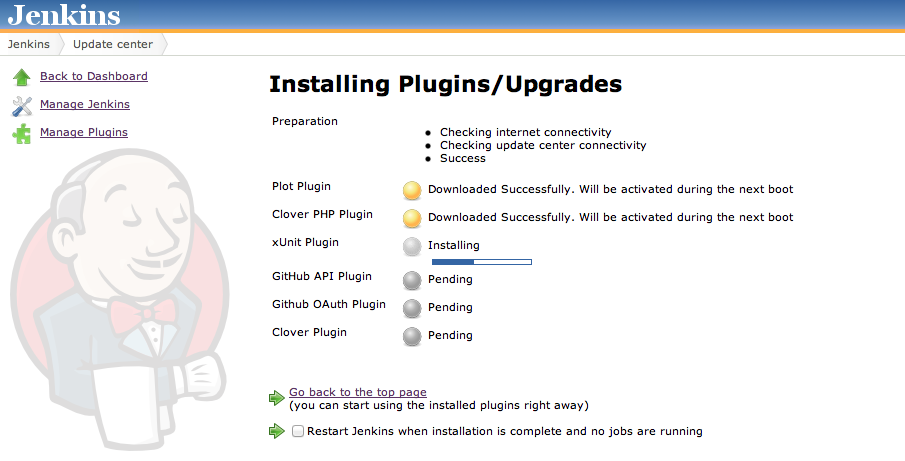 Jenkins
Jenkins Update center
Back to Dashboard
Manage Jenkins
Manage Plugins
Installing Plugins/Upgrades
Preparation
Checking internet connectivity
Checking update center connectivity
Success
Plot Plugin Downloaded Successfully. Will be activated during the next boot
Clover PHP Plugin Downloaded Successfully. Will be activated during the next boot
xUnit Plugin Installing
GitHub API Plugin Pending
Github OAuth Plugin Pending
Clover Plugin Pending
Go back to the top page
(you can start using the installed plugins right away)
Restart Jenkins when installation is complete and no jobs are running